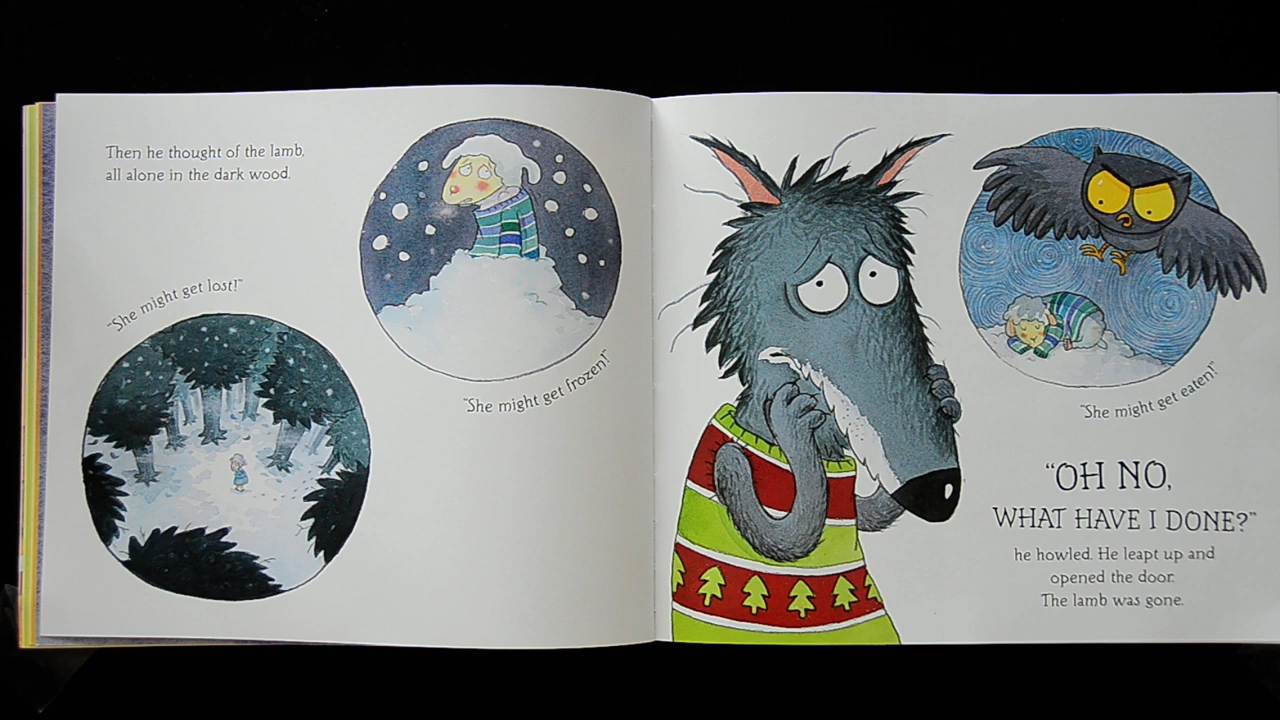 Then he thought of the lamb,
all alone in the dark wood.
"She might get lost!"
"She might get frozen!"
"She might get eaten!"
"OH NO,
WHAT HAVE I DONE?"
he howled. He leapt up and
opened the door.
The lamb was gone.